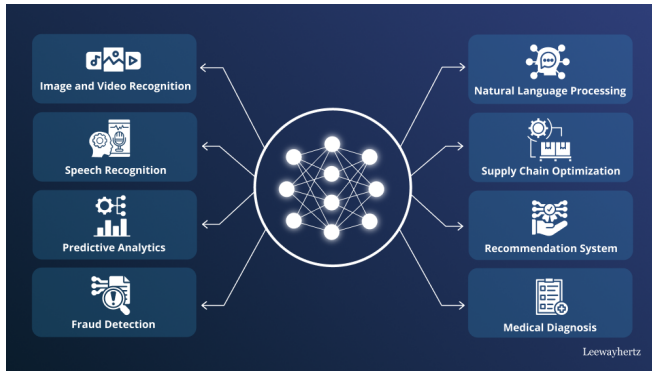 Image and Video Recognition
Speech Recognition
Predictive Analytics
Fraud Detection
Natural Language Processing
Supply Chain Optimization
Recommendation System
Medical Diagnosis
Leewayhertz